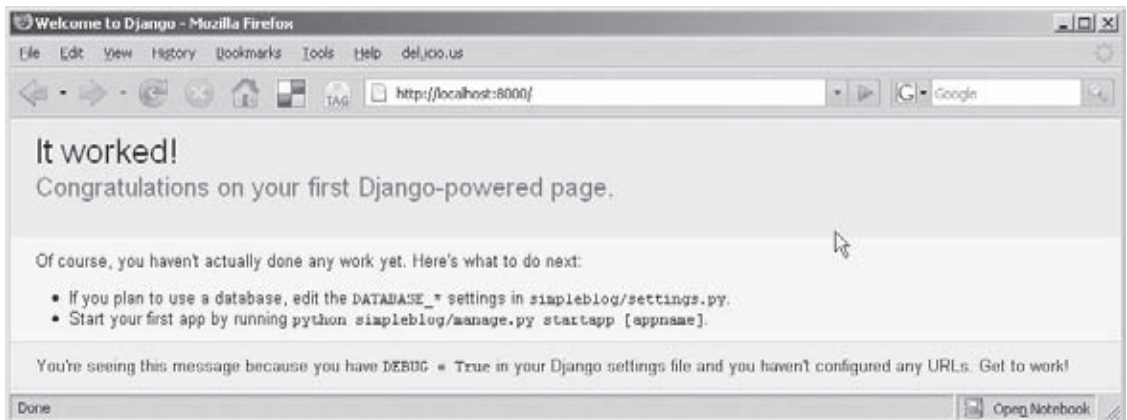 Welcome to Django - Mozilla Firefox
File Edit View History Bookmarks Tools Help del.icio.us
TAG http://localhost:8000/ G Google
It worked!
Congratulations on your first Django-powered page.
Of course, you haven't actually done any work yet. Here's what to do next:
• If you plan to use a database, edit the DATABASE_* settings in simpleblog/settings.py.
• Start your first app by running python simpleblog/manage.py startapp [appname].
You're seeing this message because you have DEBUG = True in your Django settings file and you haven't configured any URLs. Get to work!
Done Open Notebook